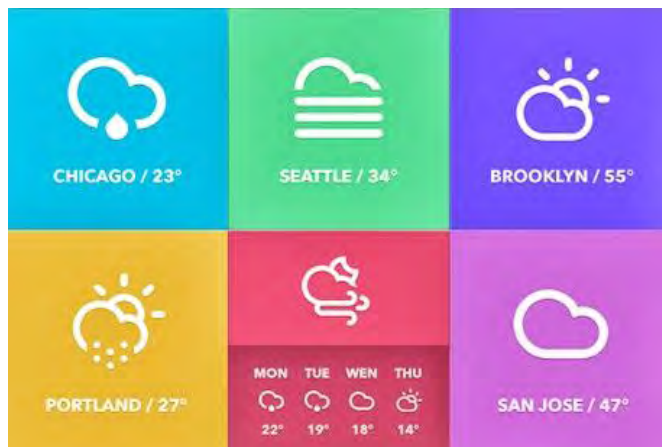 CHICAGO / 23°
SEATTLE / 34°
BROOKLYN / 55°
PORTLAND / 27°
MON TUE WEN THU
22° 19° 18° 14°
SAN JOSE / 47°